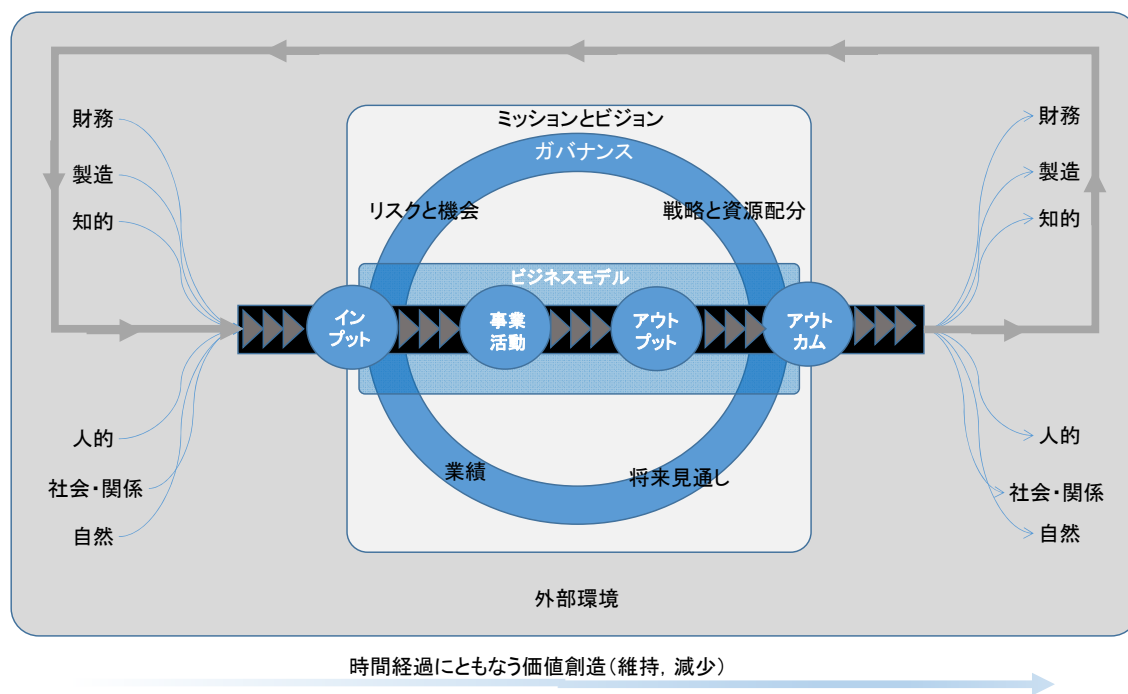 財務
製造
知的
人的
社会・関係
自然
ミッションとビジョン
ガバナンス
リスクと機会
戦略と資源配分
ビジネスモデル
イン
プット
事業
活動
アウト
プット
アウト
カム
業績
将来見通し
財務
製造
知的
人的
社会・関係
自然
外部環境
時間経過にともなう価値創造（維持, 減少）